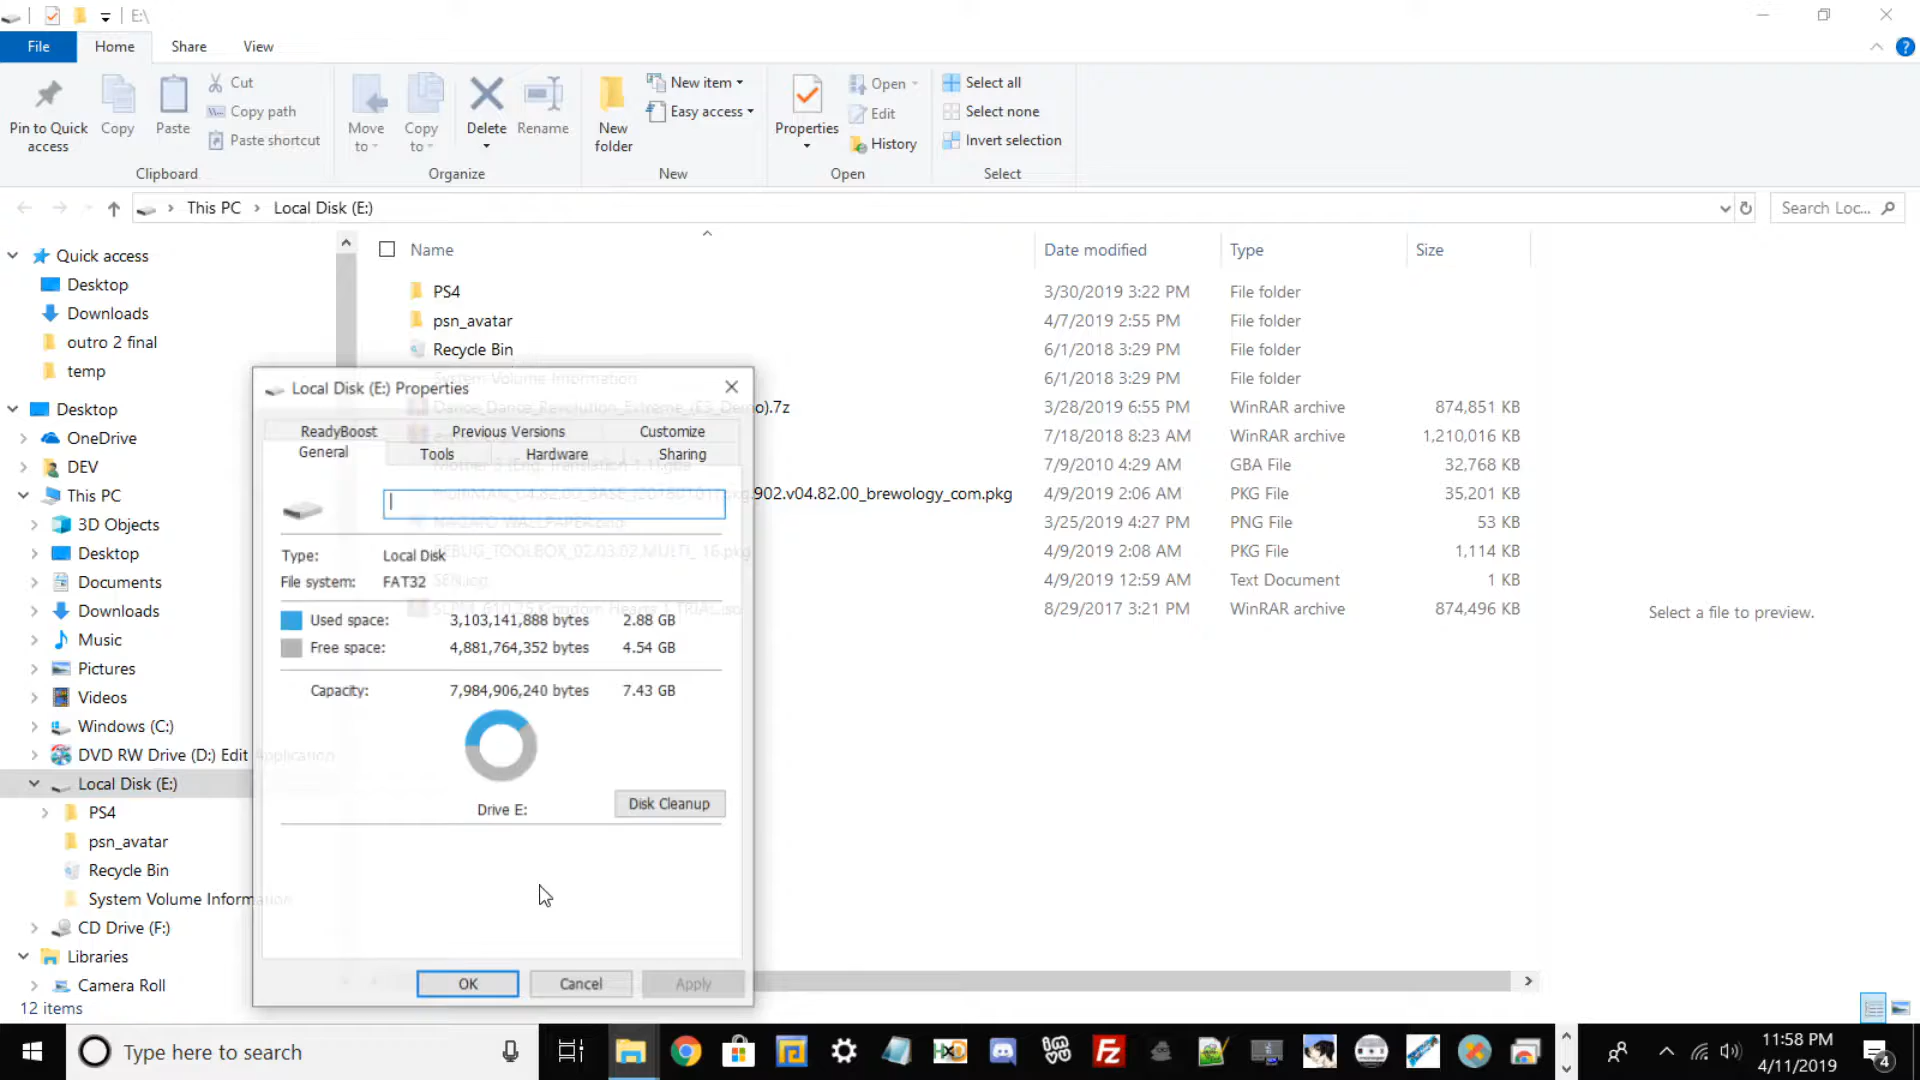 E:\
File
Home
Share
View
Pin to Quick access
Copy
Paste
Cut
Copy path
Paste shortcut
Clipboard
Move to
Copy to
Delete
Rename
Organize
New folder
New item
Easy access
New
Properties
Open
Edit
History
Open
Select all
Select none
Invert selection
Select
This PC
Local Disk (E:)
Search Loc...
Quick access
Desktop
Downloads
outro 2 final
temp
Desktop
OneDrive
DEV
This PC
3D Objects
Desktop
Documents
Downloads
Music
Pictures
Videos
Windows (C:)
DVD RW Drive (D:) Edit Application
Local Disk (E:)
PS4
psn_avatar
Recycle Bin
System Volume Information
CD Drive (F:)
Libraries
Camera Roll
12 items
Name
Date modified
Type
Size
PS4 3/30/2019 3:22 PM File folder
psn_avatar 4/7/2019 2:55 PM File folder
Recycle Bin 6/1/2018 3:29 PM File folder
System Volume Information 6/1/2018 3:29 PM File folder
Dance_Dance_Revolution_Extreme_(E3_Demo).7z 3/28/2019 6:55 PM WinRAR archive 874,851 KB
7/18/2018 8:23 AM WinRAR archive 1,210,016 KB
Mother 3 (Eng. Translation 1.1).gba 7/9/2010 4:29 AM GBA File 32,768 KB
902.v04.82.00_brewology_com.pkg 4/9/2019 2:06 AM PKG File 35,201 KB
3/25/2019 4:27 PM PNG File 53 KB
DEBUG_TOOLBOX_02.03.02.MULTI_16.pkg 4/9/2019 2:08 AM PKG File 1,114 KB
SEN.log 4/9/2019 12:59 AM Text Document 1 KB
8/29/2017 3:21 PM WinRAR archive 874,496 KB
Select a file to preview.
Local Disk (E:) Properties
ReadyBoost
Previous Versions
Customize
General
Tools
Hardware
Sharing
Type: Local Disk
File system: FAT32
Used space: 3,103,141,888 bytes 2.88 GB
Free space: 4,881,764,352 bytes 4.54 GB
Capacity: 7,984,906,240 bytes 7.43 GB
Drive E:
Disk Cleanup
OK
Cancel
Apply
Type here to search
11:58 PM
4/11/2019
4